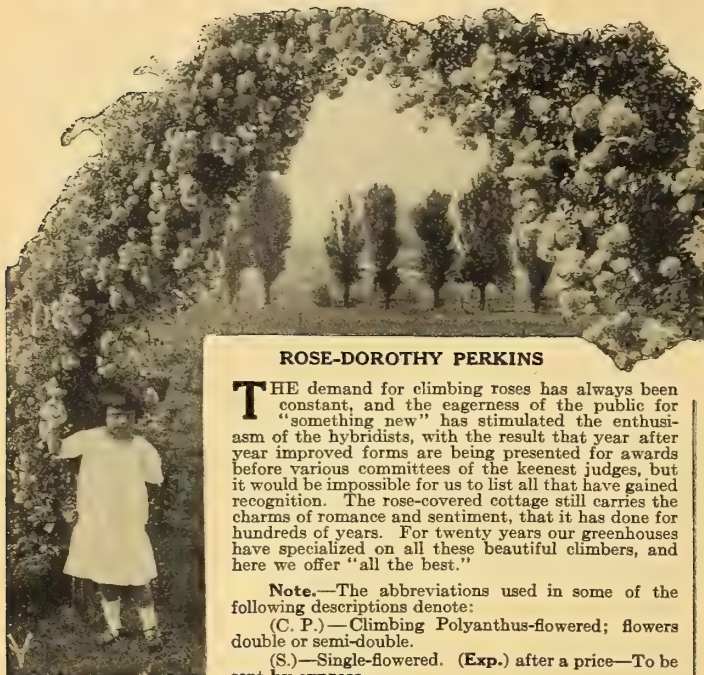 ROSE-DOROTHY PERKINS
THE demand for climbing roses has always been
constant, and the eagerness of the public for
"something new" has stimulated the enthusi-
asm of the hybridists, with the result that year after
year improved forms are being presented for awards
before various committees of the keenest judges, but
it would be impossible for us to list all that have gained
recognition. The rose-covered cottage still carries the
charms of romance and sentiment, that it has done for
hundreds of years. For twenty years our greenhouses
have specialized on all these beautiful climbers, and
here we offer "all the best."
Note.—The abbreviations used in some of the
following descriptions denote:
(C. P.)—Climbing Polyanthus-flowered; flowers
double or semi-double.
(S.)—Single-flowered. (Exp.) after a price—To be
sent by express.